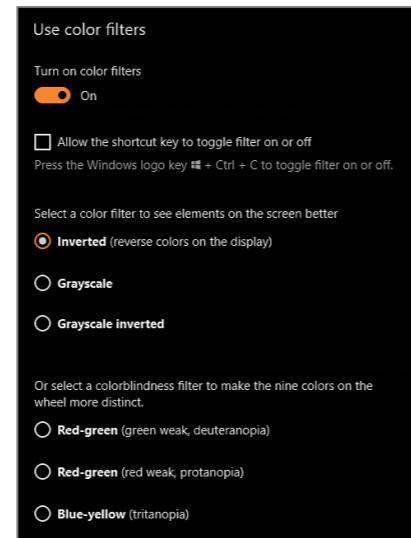 Use color filters
Turn on color filters
On
Allow the shortcut key to toggle filter on or off
Press the Windows logo key + Ctrl + C to toggle filter on or off.
Select a color filter to see elements on the screen better
Inverted (reverse colors on the display)
Grayscale
Grayscale inverted
Or select a colorblindness filter to make the nine colors on the
wheel more distinct.
Red-green (green weak, deuteranopia)
Red-green (red weak, protanopia)
Blue-yellow (tritanopia)